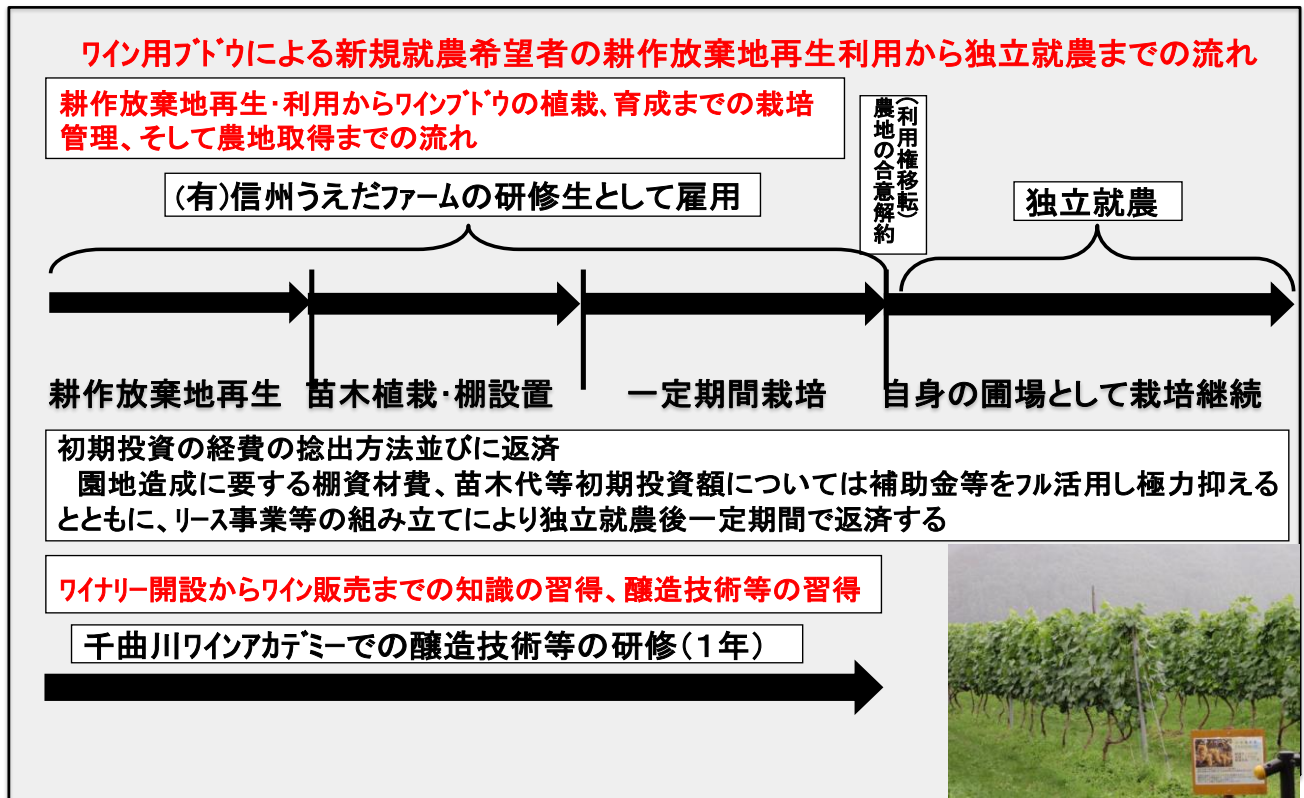 ﾜｲﾝ用ﾌﾞﾄﾞｳによる新規就農希望者の耕作放棄地再生利用から独立就農までの流れ
耕作放棄地再生･利用からﾜｲﾝﾌﾞﾄﾞｳの植栽、育成までの栽培
管理、そして農地取得までの流れ
(有)信州うえだファームの研修生として雇用
農地の合意解約
(利用権移転)
独立就農
耕作放棄地再生
苗木植栽･棚設置
一定期間栽培
自身の圃場として栽培継続
初期投資の経費の捻出方法並びに返済
園地造成に要する棚資材費、苗木代等初期投資額については補助金等をﾌﾙ活用し極力抑える
とともに、ﾘｰｽ事業等の組み立てにより独立就農後一定期間で返済する
ﾜｲﾅﾘｰ開設からﾜｲﾝ販売までの知識の習得、醸造技術等の習得
千曲川ﾜｲﾝｱｶﾃﾞﾐｰでの醸造技術等の研修(１年)